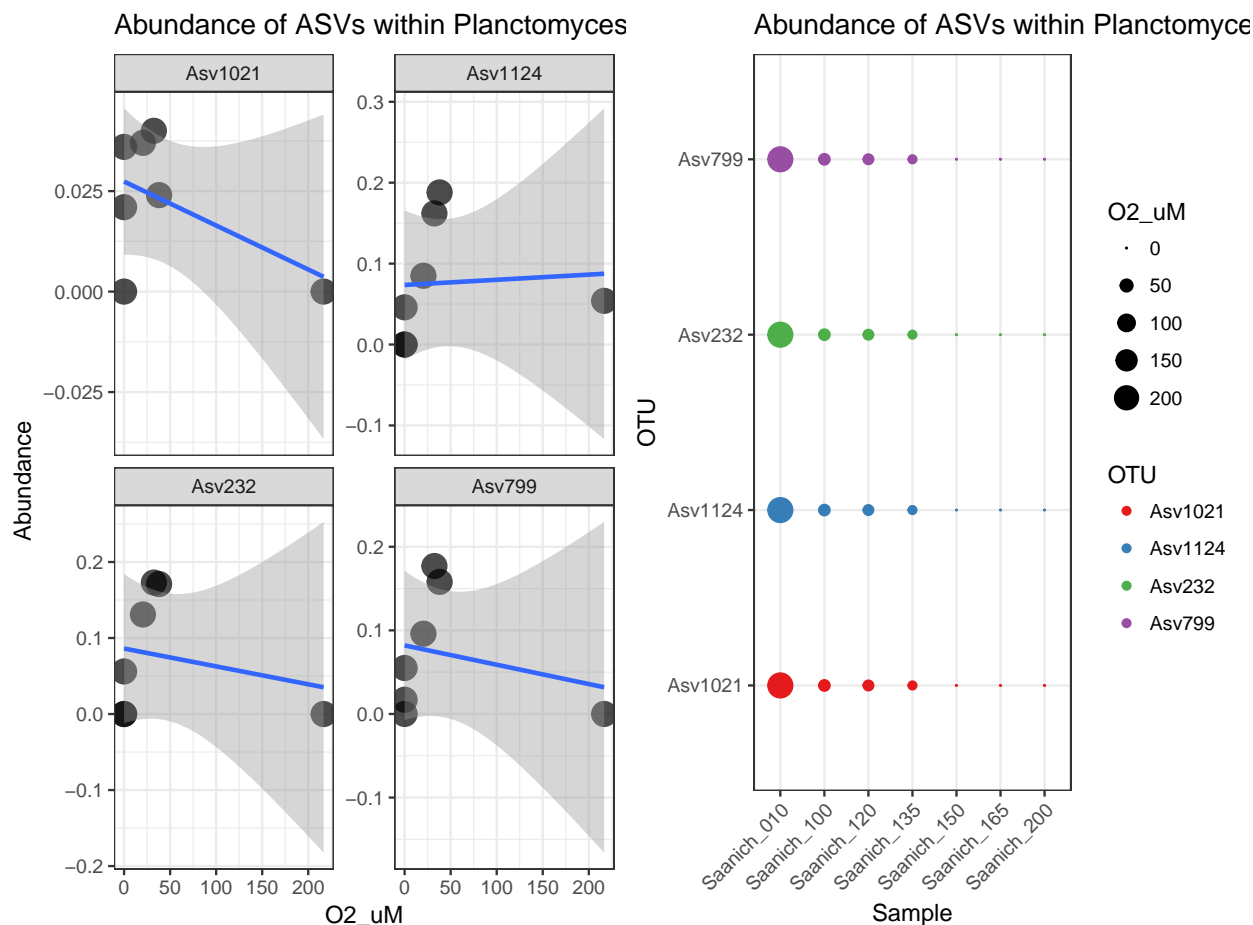 Abundance of ASVs within Planctomyces
Asv1021
Asv1124
0.025
0.000
−0.025
0.3
0.2
0.1
0.0
−0.1
Abundance
Asv232
Asv799
0.2
0.1
0.0
−0.1
−0.2
0.2
0.1
0.0
−0.1
0 50 100 150 200
0 50 100 150 200
O2_uM
Abundance of ASVs within Planctomyce
OTU
Asv799
Asv232
Asv1124
Asv1021
Saanich_010
Saanich_100
Saanich_120
Saanich_135
Saanich_150
Saanich_165
Saanich_200
Sample
O2_uM
0
50
100
150
200
OTU
Asv1021
Asv1124
Asv232
Asv799